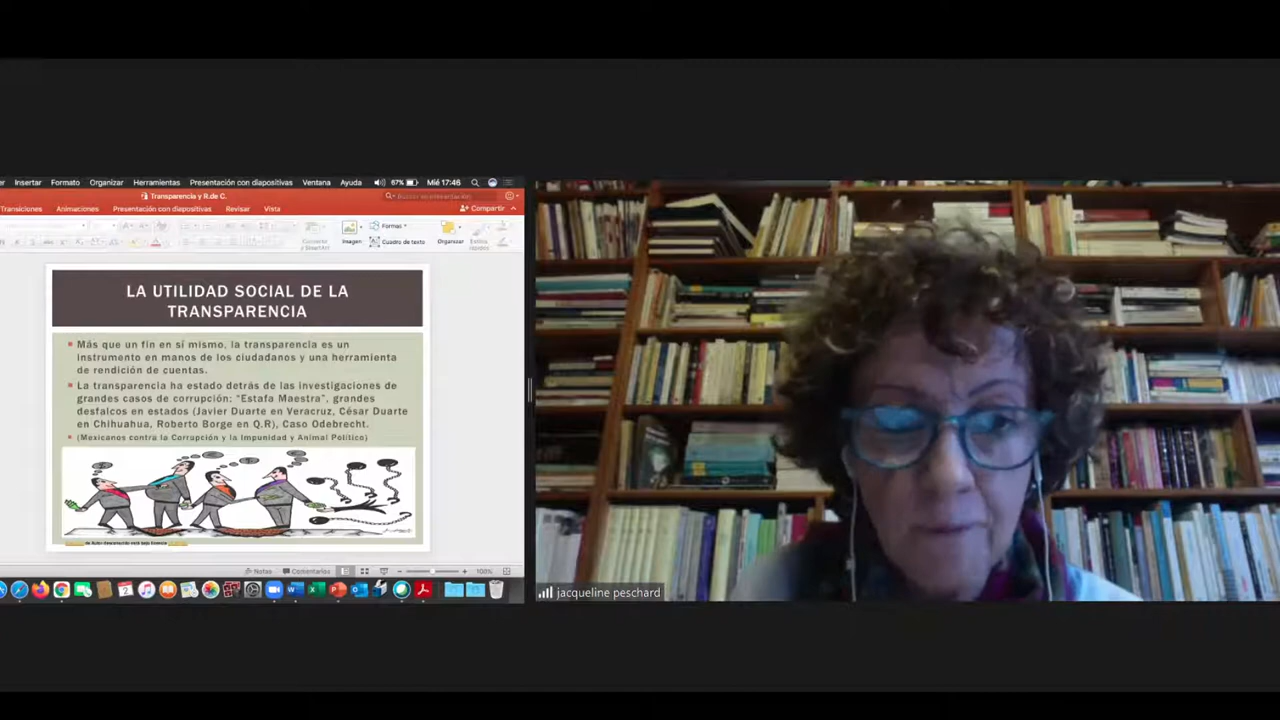 Insertar Formato Organizar Herramientas Presentación con diapositivas Ventana Ayuda 67% Mié 17:46
Transparencia y R.de C.
Transiciones Animaciones Presentación con diapositivas Revisar Vista Compartir
Formas
Imagen Cuadro de texto Organizar
LA UTILIDAD SOCIAL DE LA
TRANSPARENCIA
Más que un fin en sí mismo, la transparencia es un
instrumento en manos de los ciudadanos y una herramienta
de rendición de cuentas.
La transparencia ha estado detrás de las investigaciones de
grandes casos de corrupción: “Estafa Maestra”, grandes
desfalcos en estados (Javier Duarte en Veracruz, César Duarte
en Chihuahua, Roberto Borge en Q.R), Caso Odebrecht.
(Mexicanos contra la Corrupción y la Impunidad y Animal Político)
Notas Comentarios 100%
jacqueline peschard